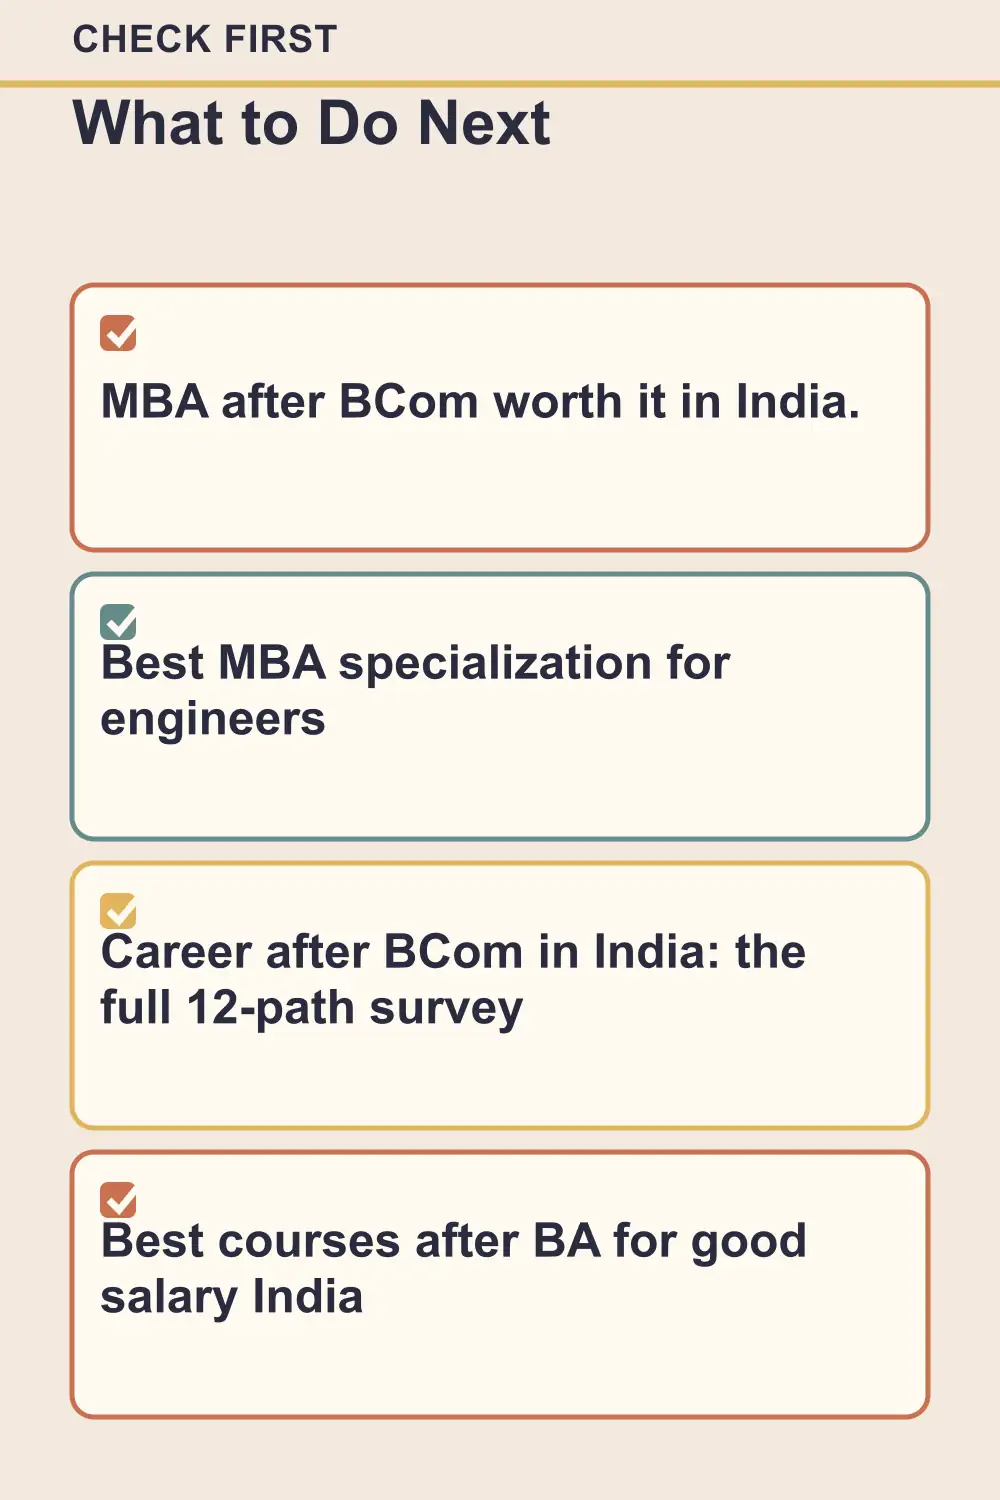 CHECK FIRST
What to Do Next
MBA after BCom worth it in India.
Best MBA specialization for
engineers
Career after BCom in India: the
full 12-path survey
Best courses after BA for good
salary India